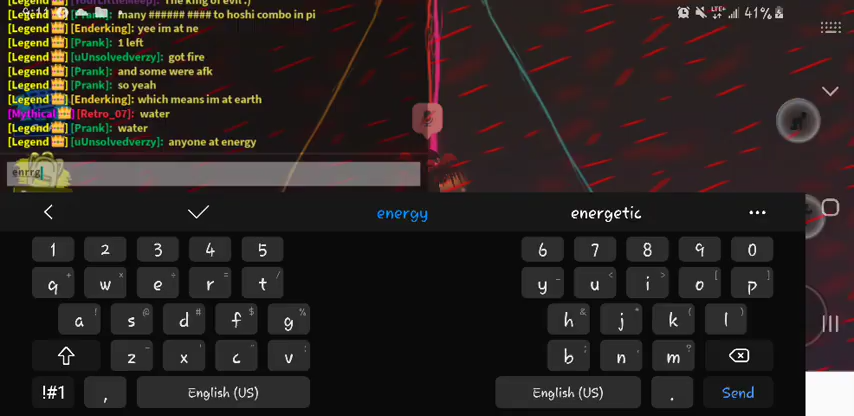 [Legend👑] [YourLittleKeep]: The king of evil :)
[Legend👑] [Prank]: many ###### #### to hoshi combo in pi
[Legend👑] [Enderking]: yee im at ne
[Legend👑] [Prank]: 1 left
[Legend👑] [uUnsolvedverzy]: got fire
[Legend👑] [Prank]: and some were afk
[Legend👑] [Prank]: so yeah
[Legend👑] [Enderking]: which means im at earth
[Mythical👑] [Retro_07]: water
[Legend👑] [Prank]: water
[Legend👑] [uUnsolvedverzy]: anyone at energy
LTE+ 41%
enrrg
energy energetic
1 2 3 4 5 6 7 8 9 0
q + w × e ÷ r = t / y _ u < i > o [ p ]
a ! s @ d # f $ g % h & j * k ( l )
z - x ' c " v : b ; n , m ?
!#1 , English (US) English (US) . Send